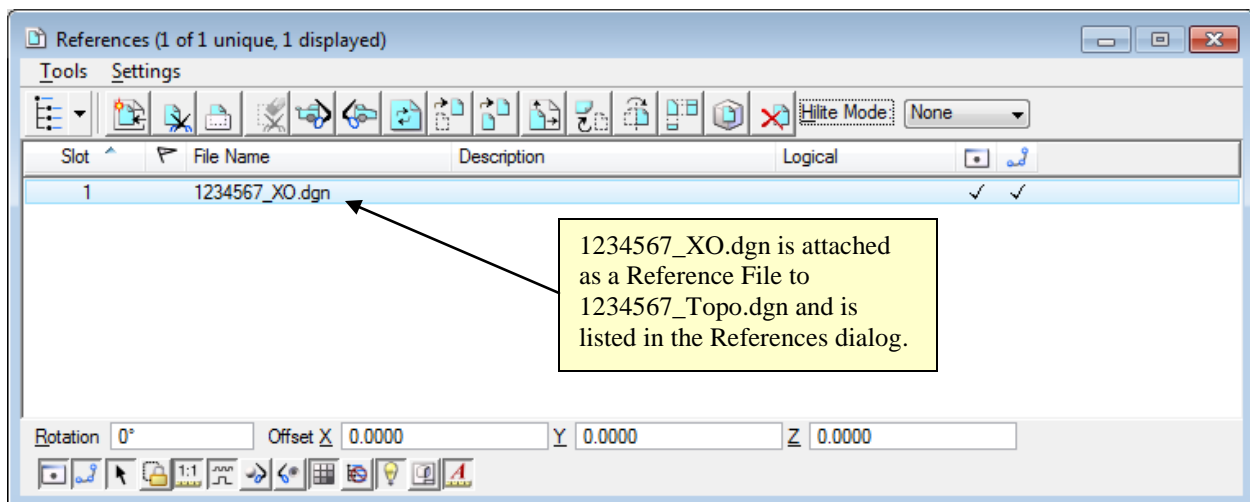 References (1 of 1 unique, 1 displayed)
Tools Settings
Hilite Mode: None
Slot File Name Description Logical
1 1234567_XO.dgn
1234567_XO.dgn is attached
as a Reference File to
1234567_Topo.dgn and is
listed in the References dialog.
Rotation 0° Offset X 0.0000 Y 0.0000 Z 0.0000
1:1 A